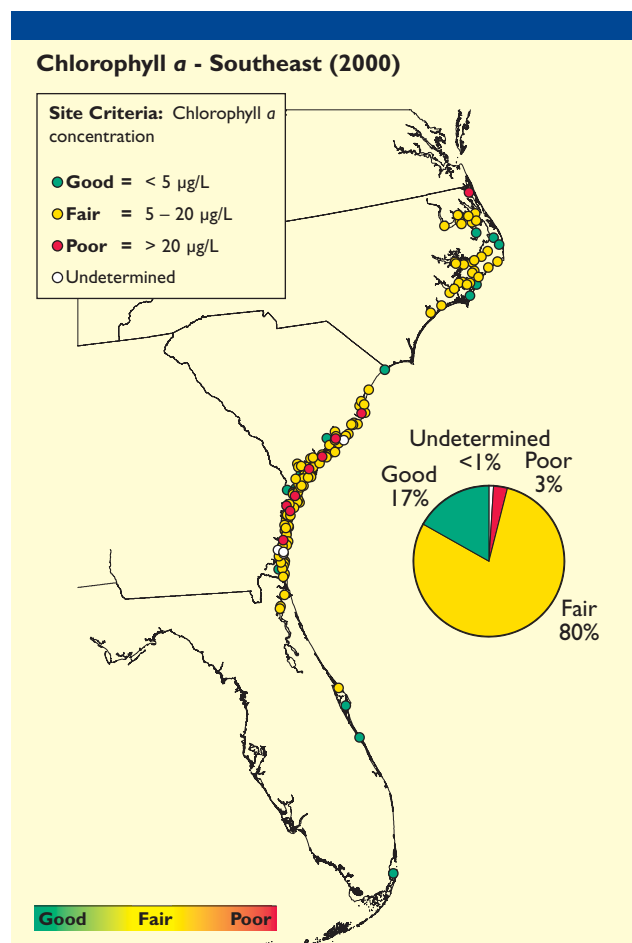 Chlorophyll a - Southeast (2000)
Site Criteria: Chlorophyll a
concentration
Good = < 5 µg/L
Fair = 5 – 20 µg/L
Poor = > 20 µg/L
Undetermined
Undetermined
<1%
Poor
3%
Good
17%
Fair
80%
Good Fair Poor